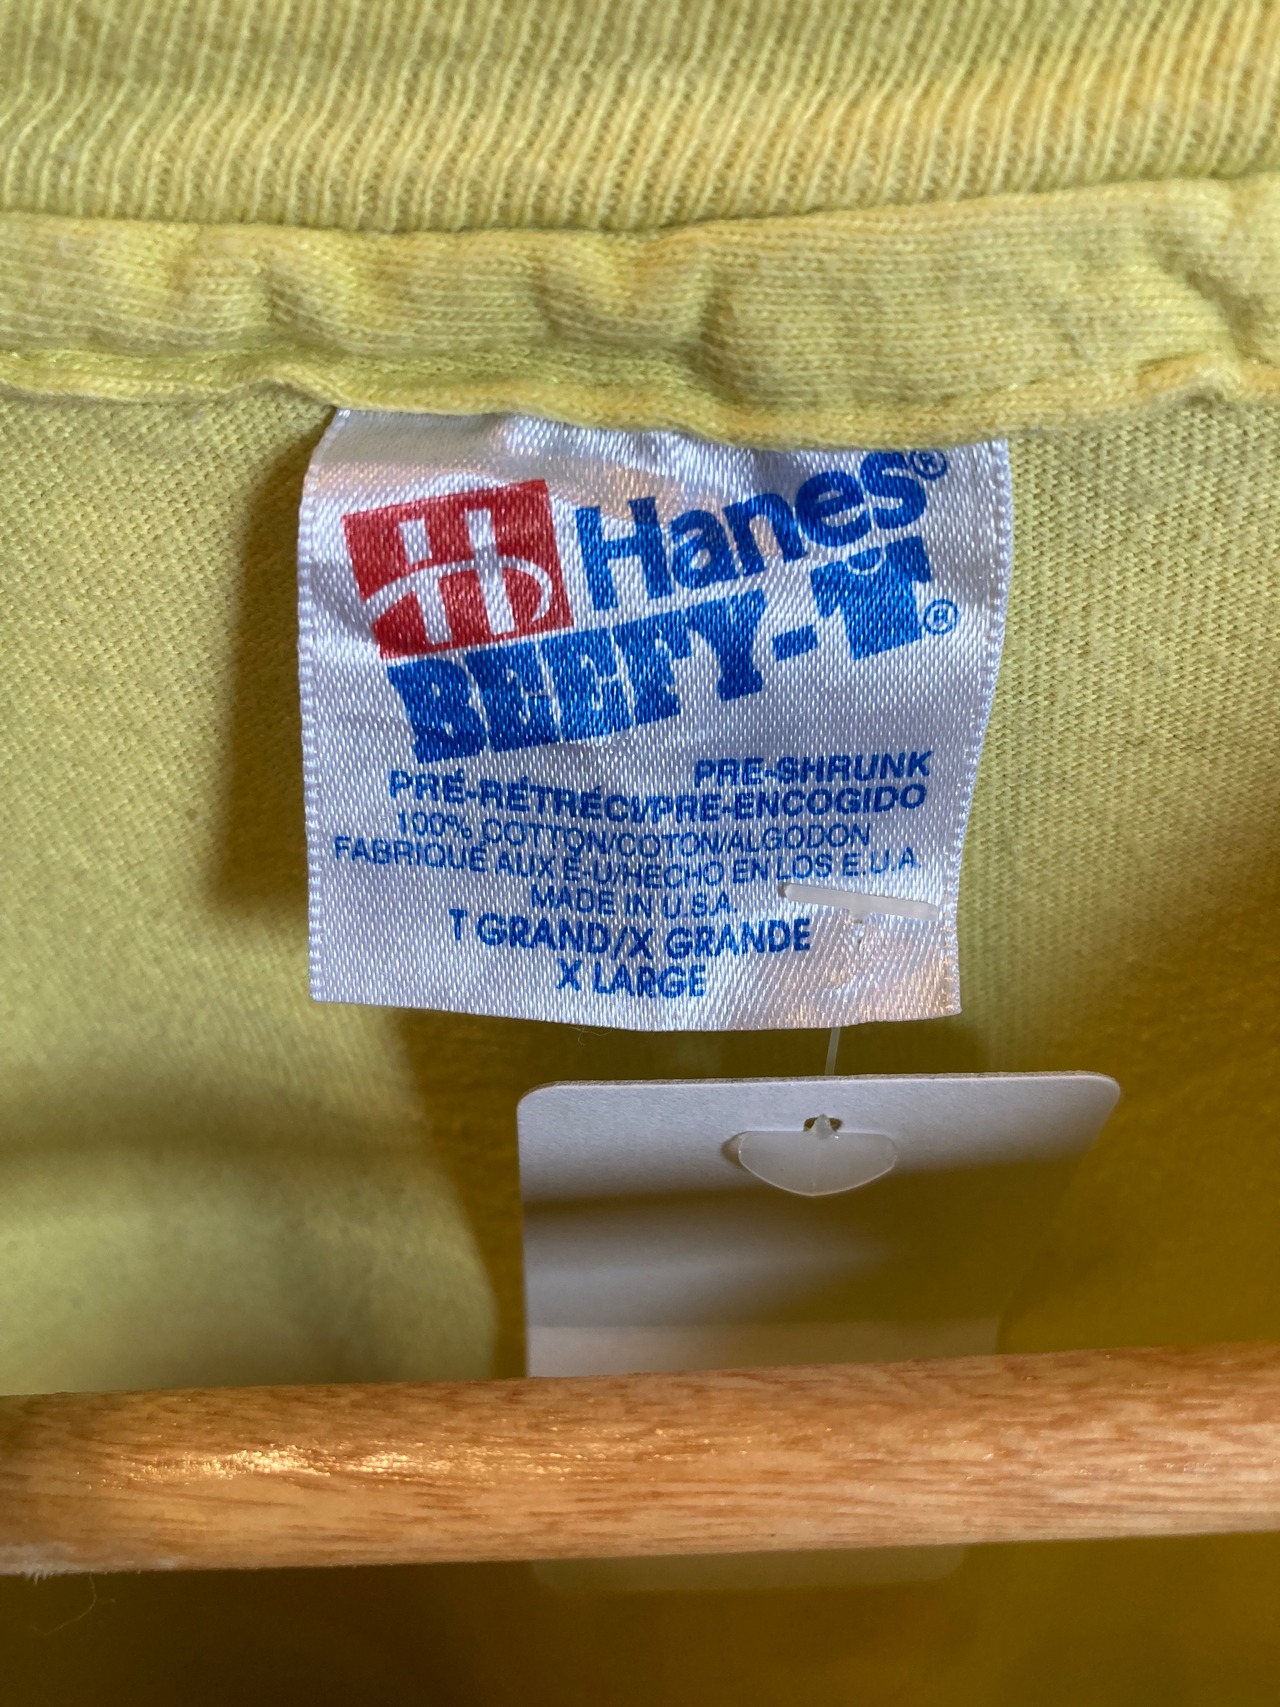 Hanes®
BEEFY-T®
PRE-SHRUNK
PRÉ-RÉTRÉCI/PRE-ENCOGIDO
100% COTTON/COTON/ALGODON
FABRIQUÉ AUX É-U/HECHO EN LOS E.U.A.
MADE IN U.S.A.
T GRAND/X GRANDE
X LARGE